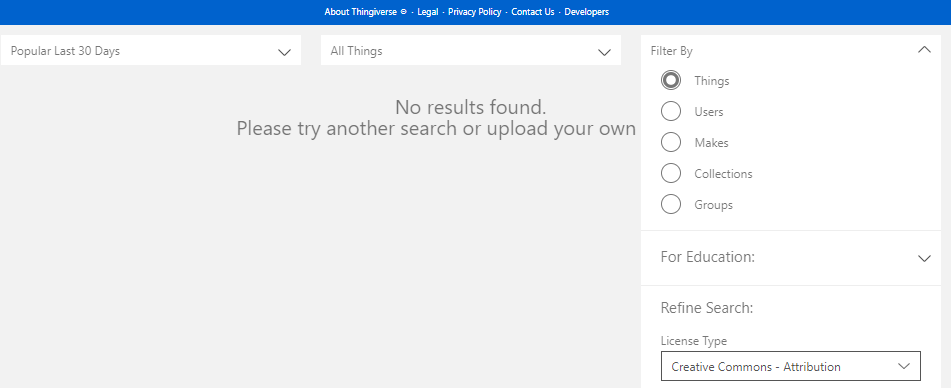 About Thingiverse ® · Legal · Privacy Policy · Contact Us · Developers
Popular Last 30 Days
All Things
No results found.
Please try another search or upload your own
Filter By
Things
Users
Makes
Collections
Groups
For Education:
Refine Search:
License Type
Creative Commons - Attribution